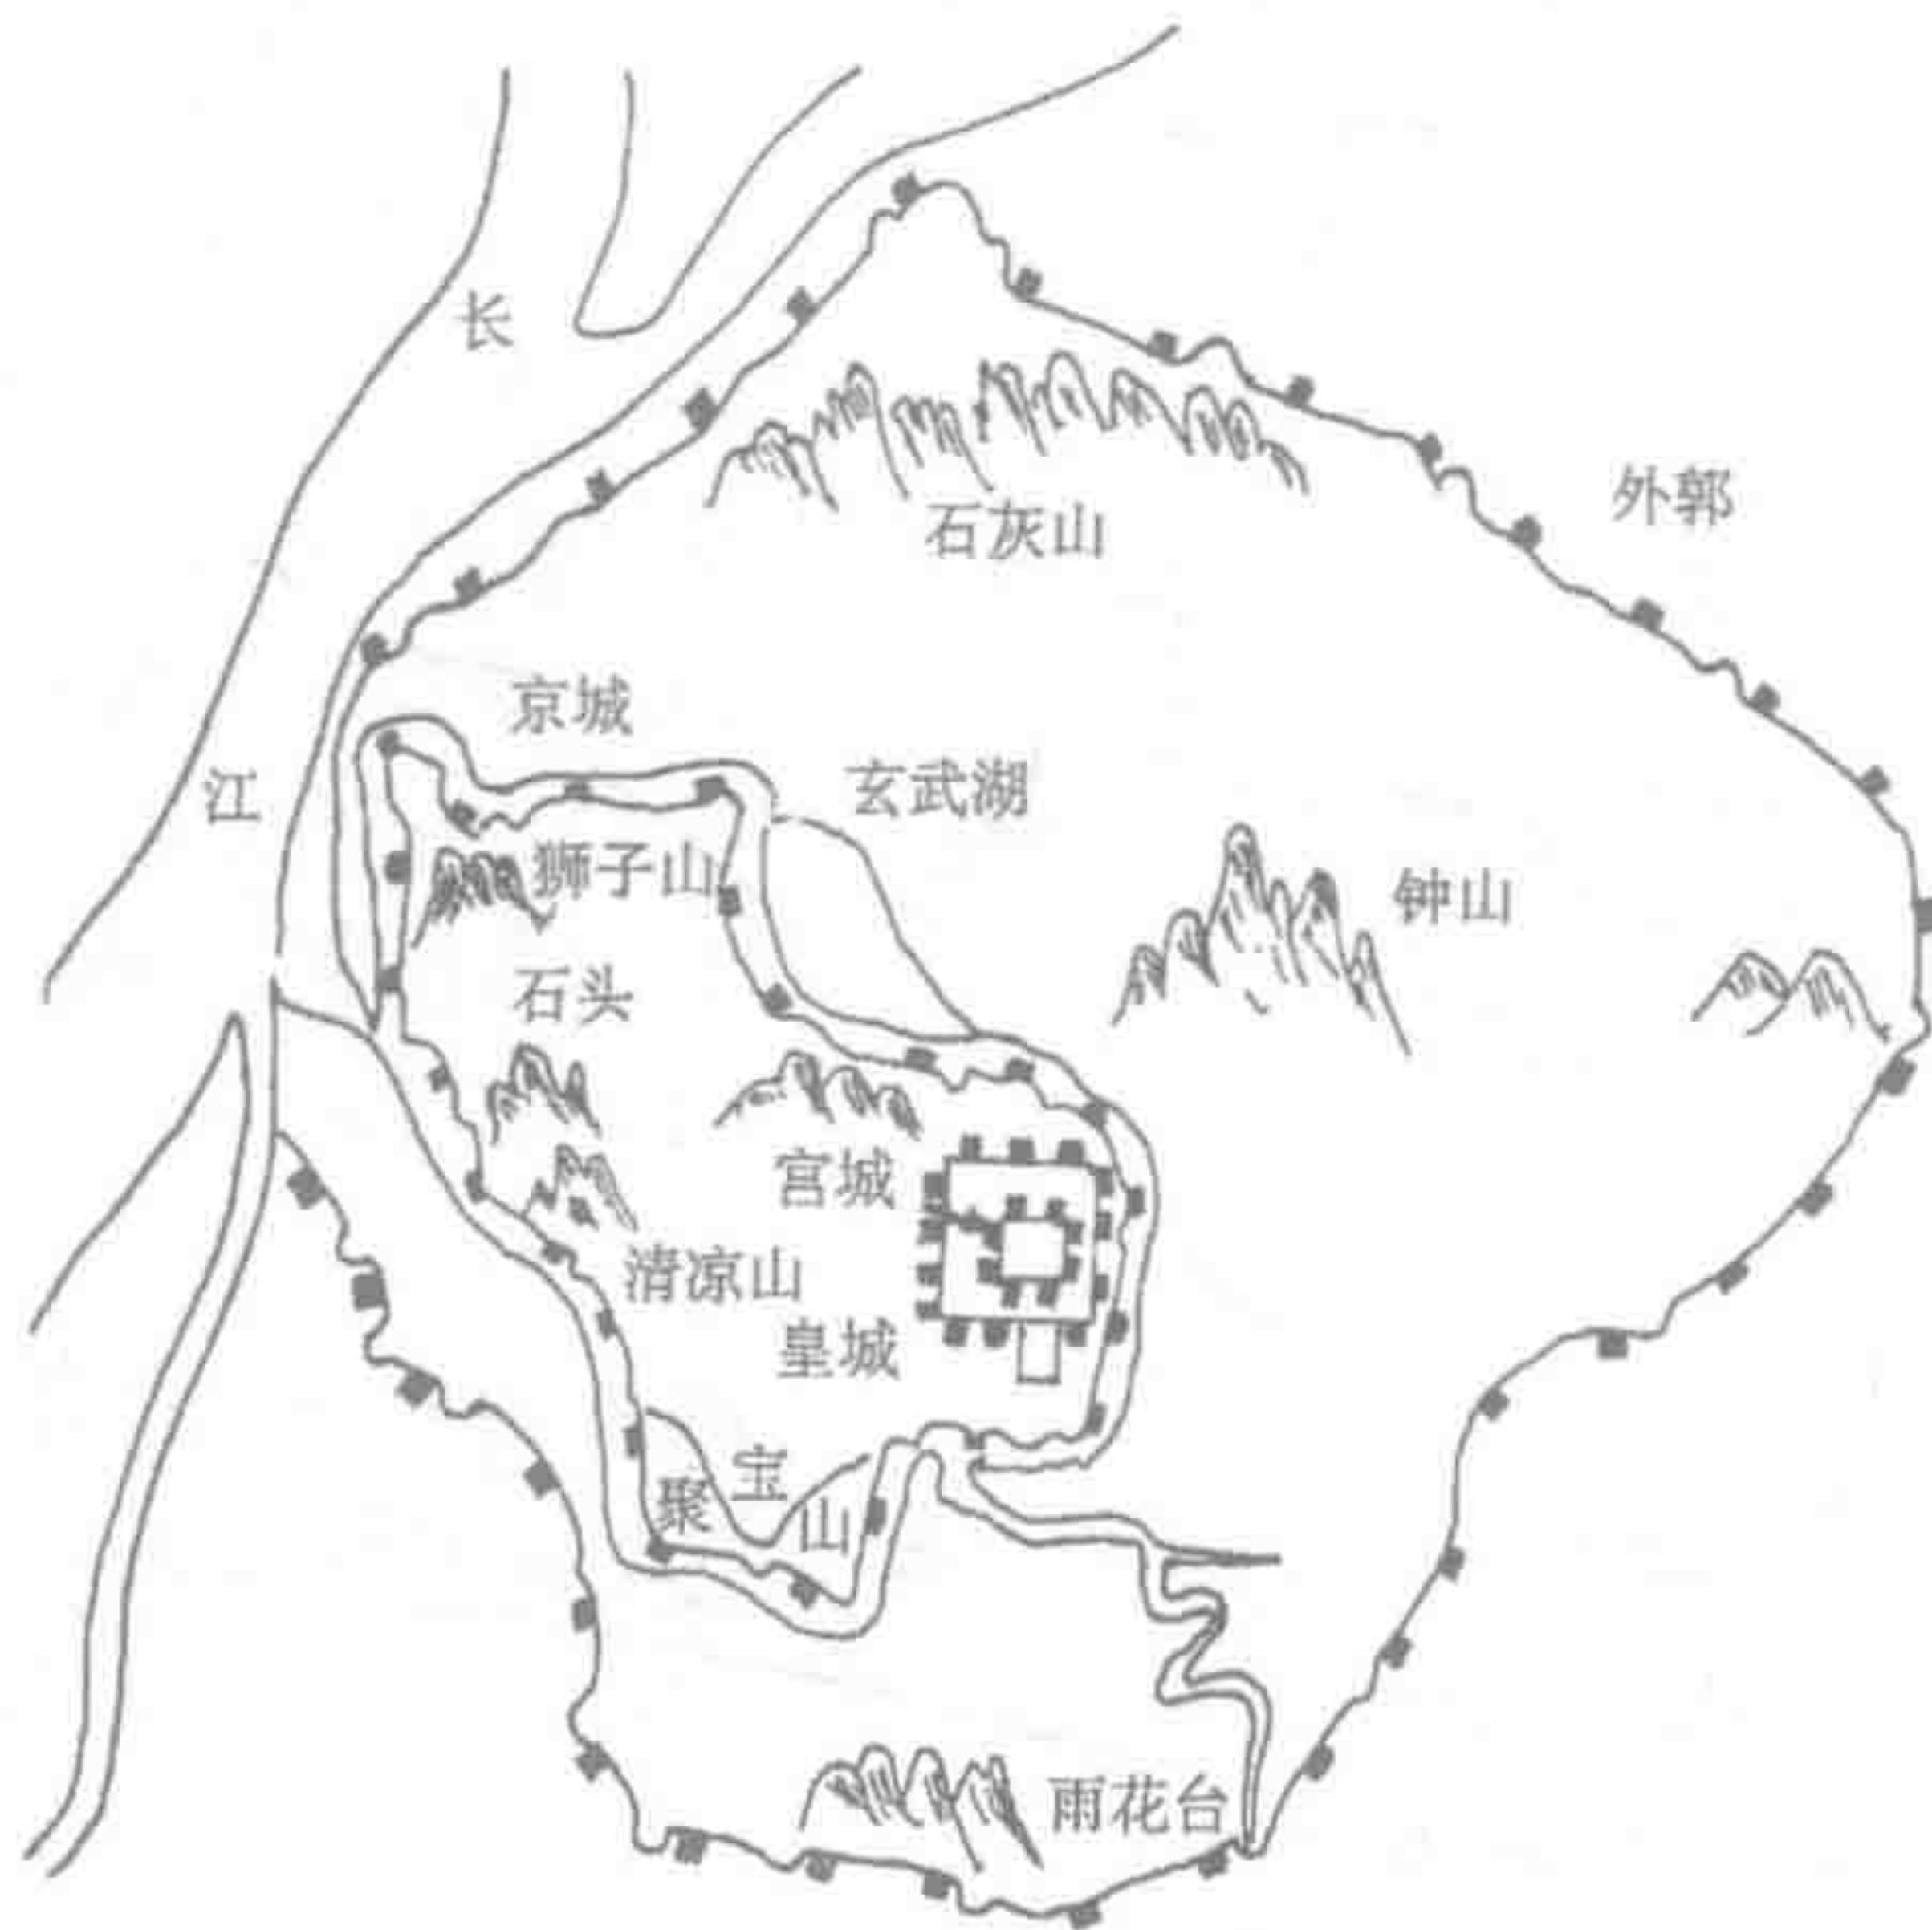 长江
石灰山
外郭
京城
玄武湖
狮子山
钟山
石头
宫城
清凉山
皇城
聚宝山
雨花台